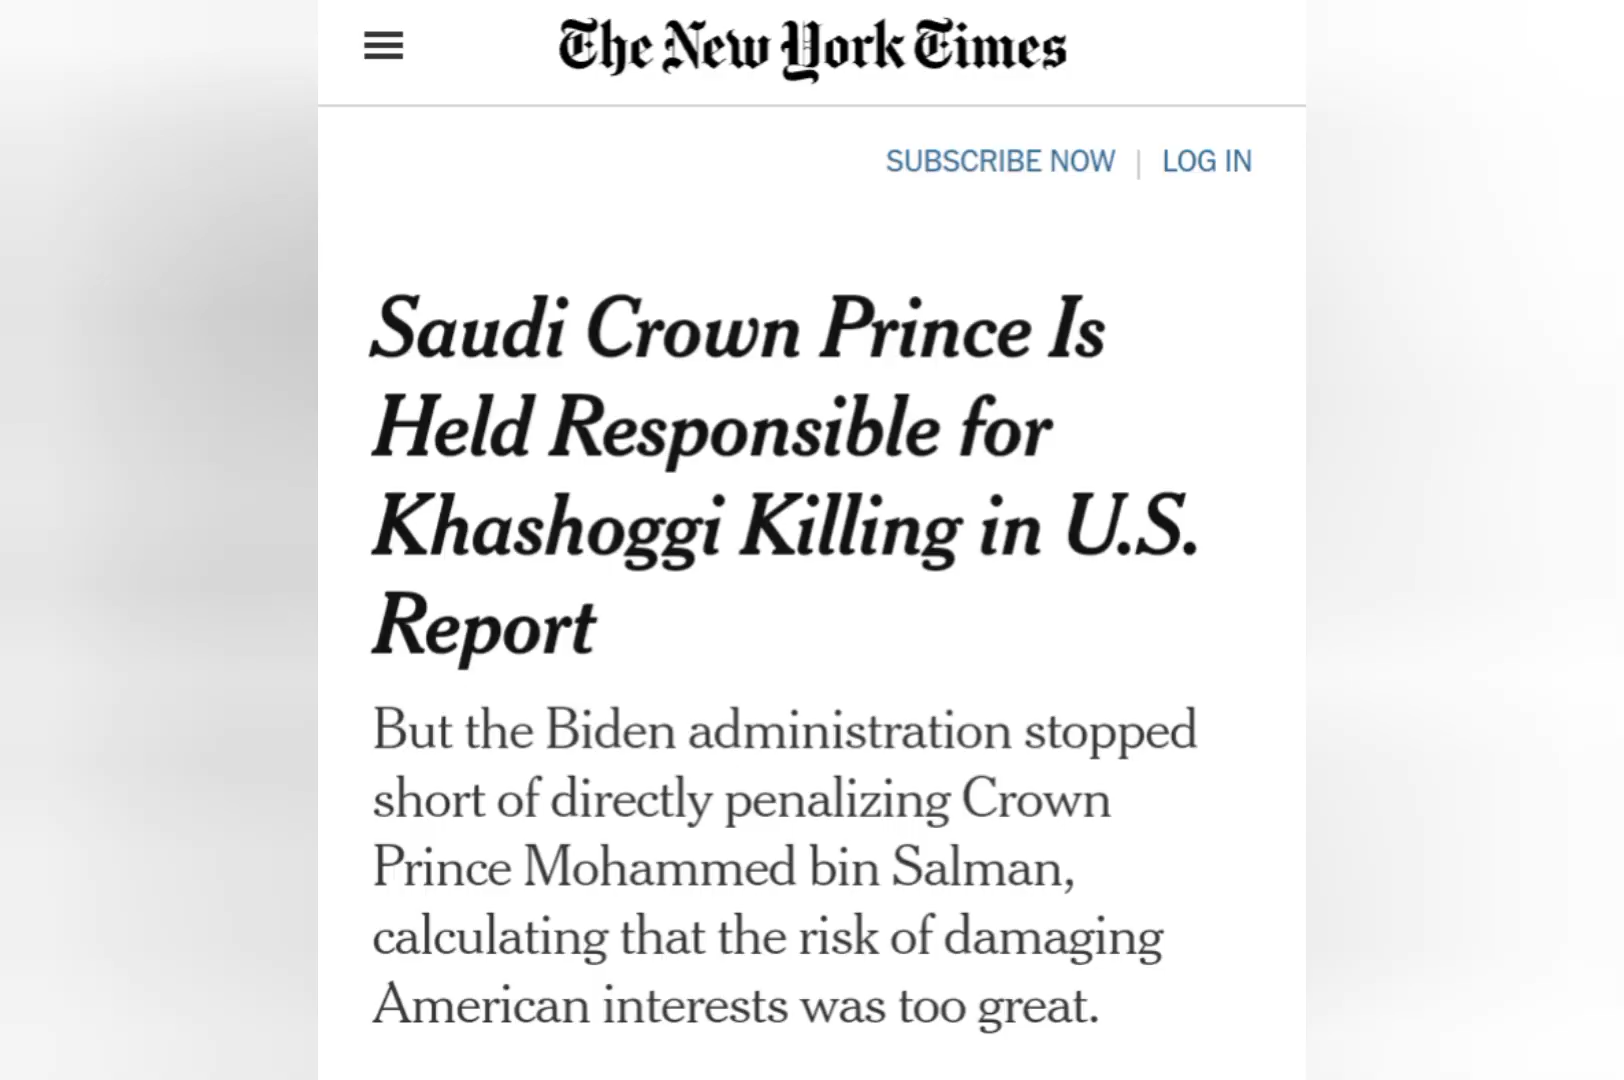 The New York Times
SUBSCRIBE NOW | LOG IN
Saudi Crown Prince Is
Held Responsible for
Khashoggi Killing in U.S.
Report
But the Biden administration stopped
short of directly penalizing Crown
Prince Mohammed bin Salman,
calculating that the risk of damaging
American interests was too great.